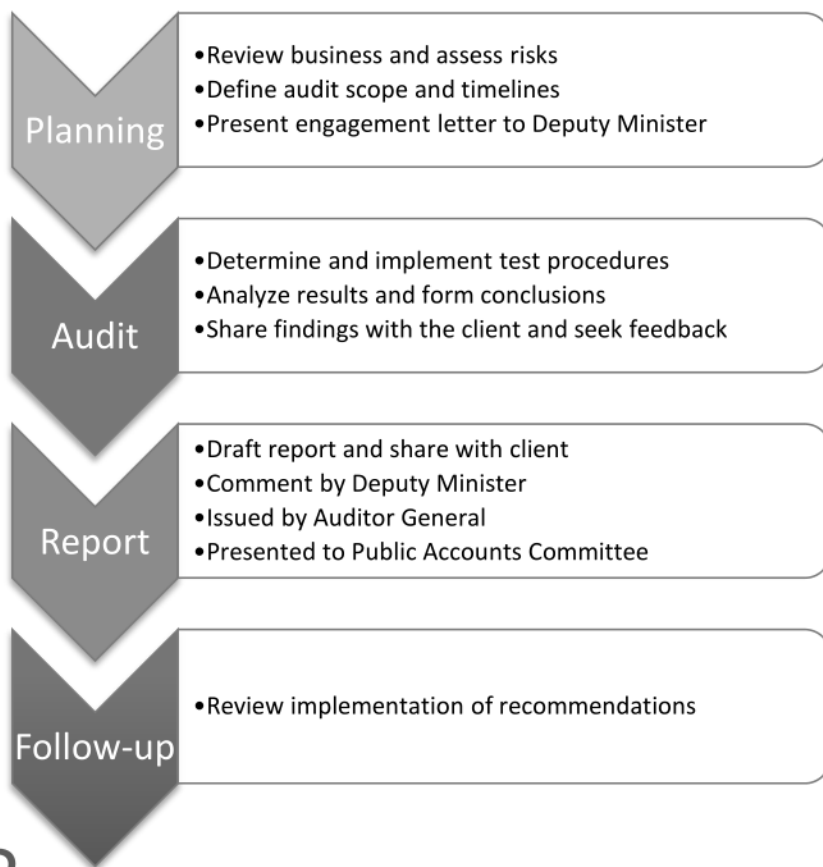 Planning
•Review business and assess risks
•Define audit scope and timelines
•Present engagement letter to Deputy Minister
Audit
•Determine and implement test procedures
•Analyze results and form conclusions
•Share findings with the client and seek feedback
Report
•Draft report and share with client
•Comment by Deputy Minister
•Issued by Auditor General
•Presented to Public Accounts Committee
Follow-up
•Review implementation of recommendations